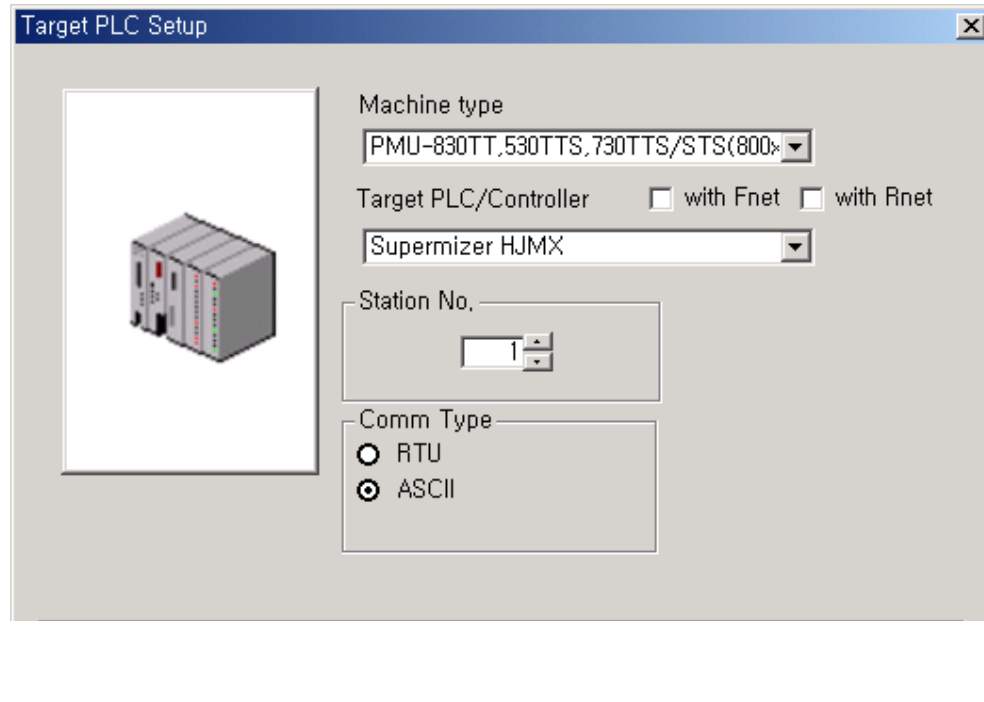 Target PLC Setup
Machine type
PMU-830TT,530TTS,730TTS/STS(800x
Target PLC/Controller with Fnet with Rnet
Supermizer HJMX
Station No.
1
Comm Type
RTU
ASCII